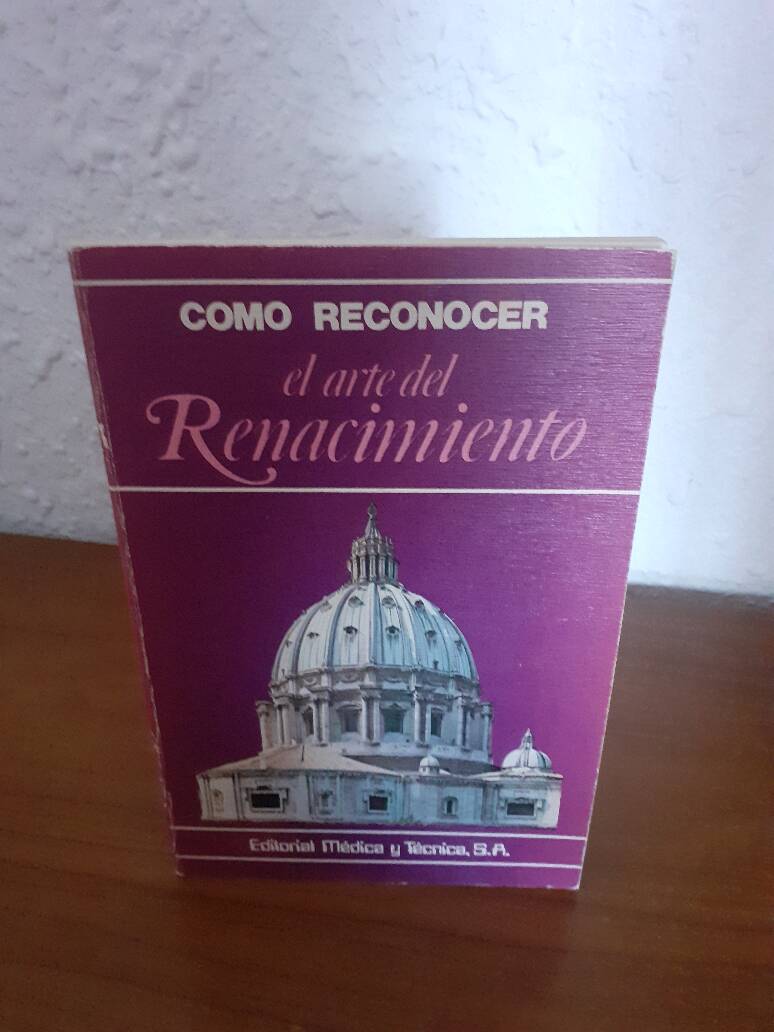 COMO RECONOCER
el arte del
Renacimiento
Editorial Médica y Técnica, S.A.